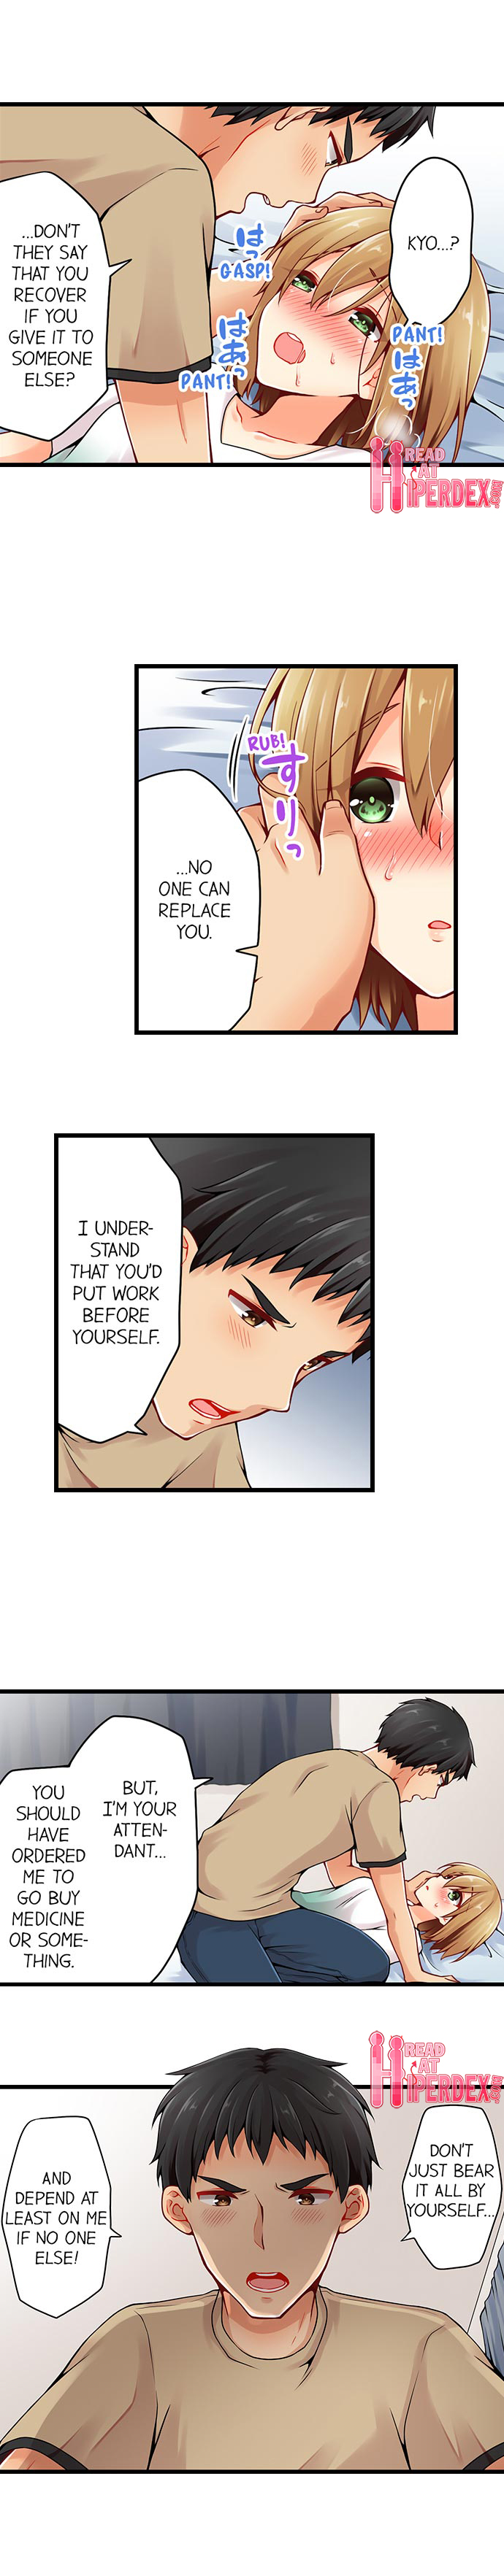 KYO...?
...DON'T
THEY SAY
THAT YOU
RECOVER
IF YOU
GIVE IT TO
SOMEONE
ELSE?
はっ
GASP!
はあっ
PANT!
PANT!
はあっ
READ
AT
HIPERDEX
RUB!
すりっ
...NO
ONE CAN
REPLACE
YOU.
I UNDER-
STAND
THAT YOU'D
PUT WORK
BEFORE
YOURSELF.
BUT,
I'M YOUR
ATTEN-
DANT...
YOU
SHOULD
HAVE
ORDERED
ME TO
GO BUY
MEDICINE
OR SOME-
THING.
READ
AT
HIPERDEX
DON'T
JUST BEAR
IT ALL BY
YOURSELF...
AND
DEPEND AT
LEAST ON ME
IF NO ONE
ELSE!